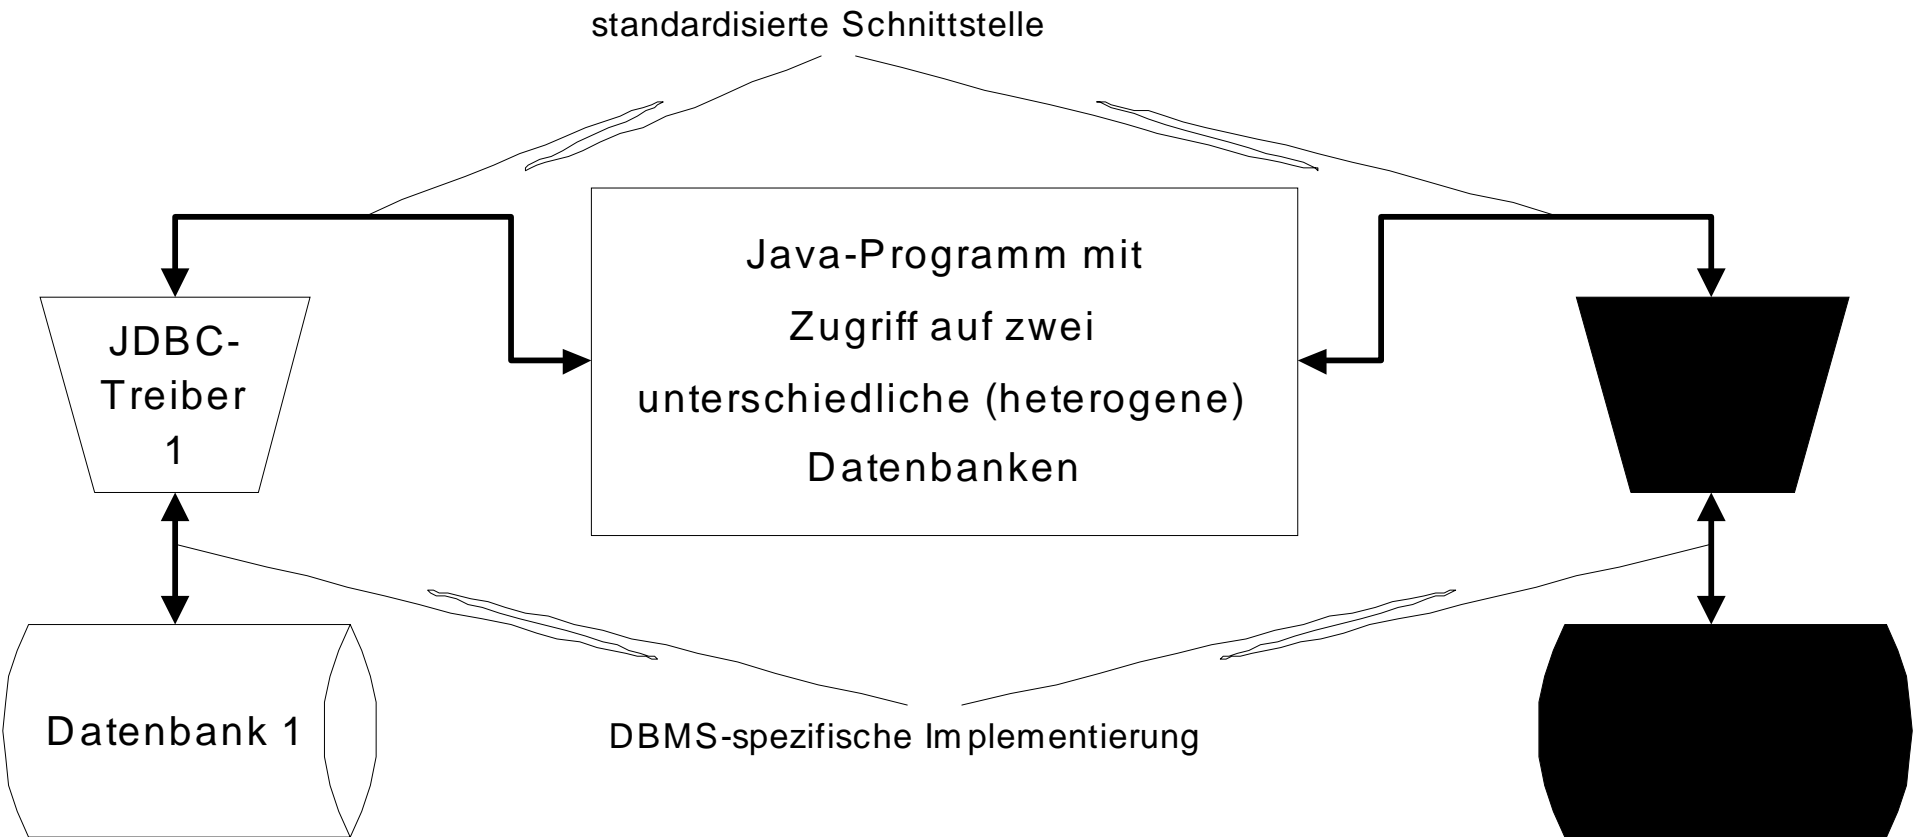 standardisierte Schnittstelle
Java-Programm mit
Zugriff auf zwei
unterschiedliche (heterogene)
Datenbanken
JDBC-
Treiber
1
Datenbank 1
DBMS-spezifische Implementierung